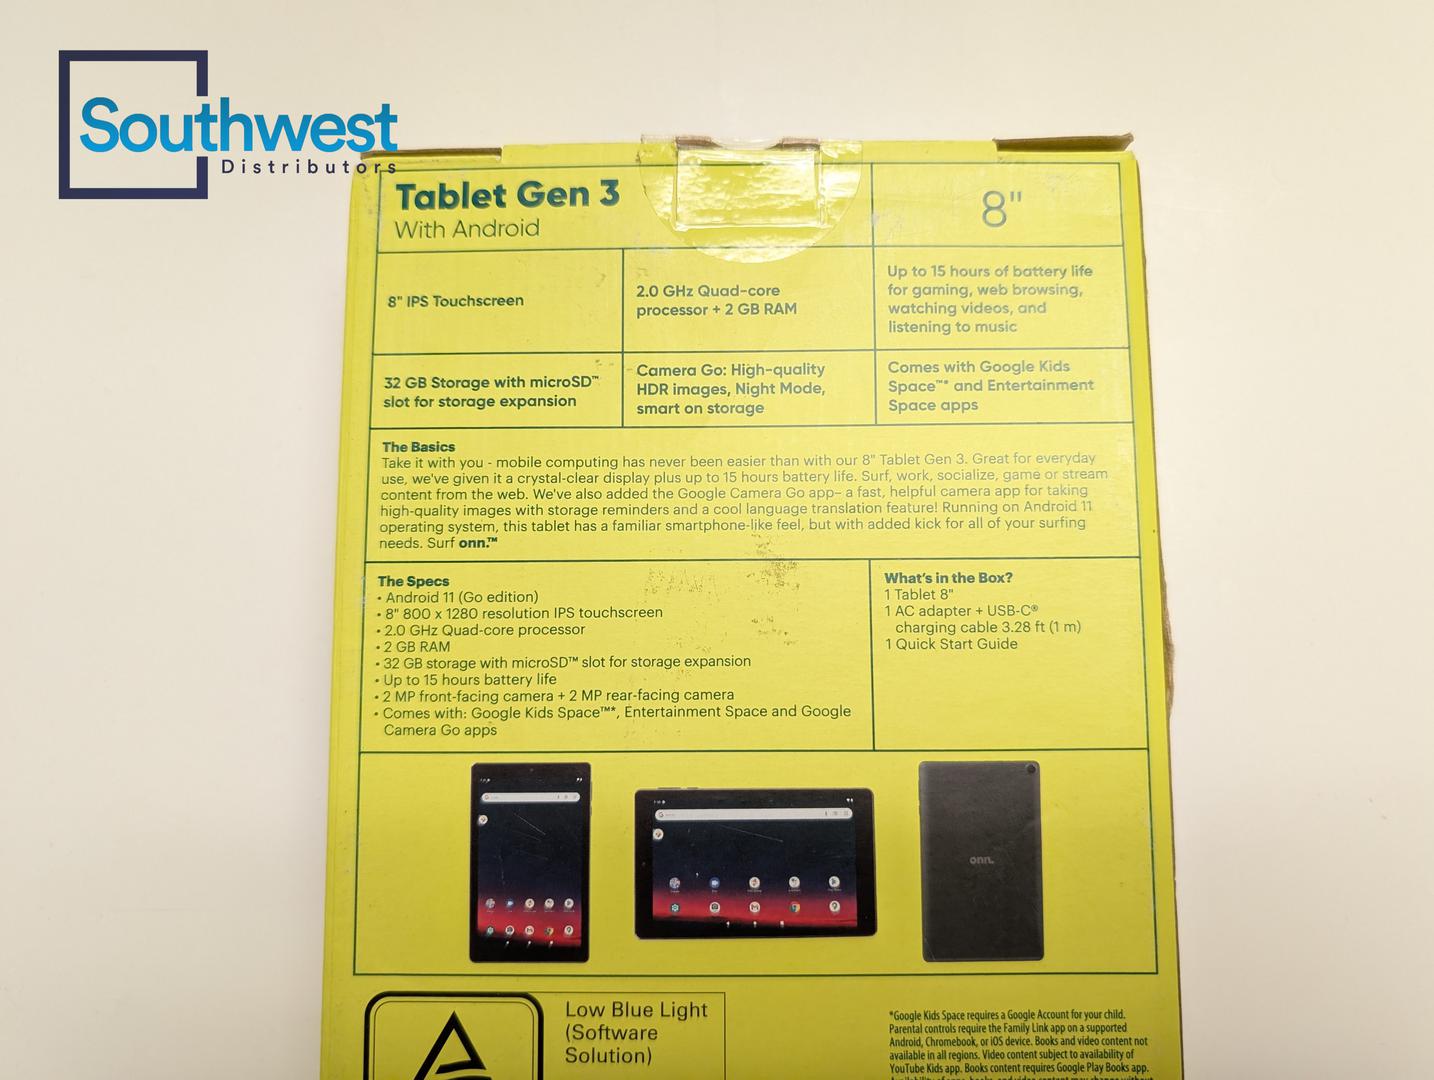 Southwest
Distributors
Tablet Gen 3
With Android
8"
8" IPS Touchscreen
2.0 GHz Quad-core
processor + 2 GB RAM
Up to 15 hours of battery life
for gaming, web browsing,
watching videos, and
listening to music
32 GB Storage with microSD™
slot for storage expansion
Camera Go: High-quality
HDR images, Night Mode,
smart on storage
Comes with Google Kids
Space™* and Entertainment
Space apps
The Basics
Take it with you - mobile computing has never been easier than with our 8" Tablet Gen 3. Great for everyday
use, we've given it a crystal-clear display plus up to 15 hours battery life. Surf, work, socialize, game or stream
content from the web. We've also added the Google Camera Go app– a fast, helpful camera app for taking
high-quality images with storage reminders and a cool language translation feature! Running on Android 11
operating system, this tablet has a familiar smartphone-like feel, but with added kick for all of your surfing
needs. Surf onn.™
The Specs
• Android 11 (Go edition)
• 8" 800 x 1280 resolution IPS touchscreen
• 2.0 GHz Quad-core processor
• 2 GB RAM
• 32 GB storage with microSD™ slot for storage expansion
• Up to 15 hours battery life
• 2 MP front-facing camera + 2 MP rear-facing camera
• Comes with: Google Kids Space™*, Entertainment Space and Google
Camera Go apps
What's in the Box?
1 Tablet 8"
1 AC adapter + USB-C®
charging cable 3.28 ft (1 m)
1 Quick Start Guide
onn.
Low Blue Light
(Software
Solution)
*Google Kids Space requires a Google Account for your child.
Parental controls require the Family Link app on a supported
Android, Chromebook, or iOS device. Books and video content not
available in all regions. Video content subject to availability of
YouTube Kids app. Books content requires Google Play Books app.